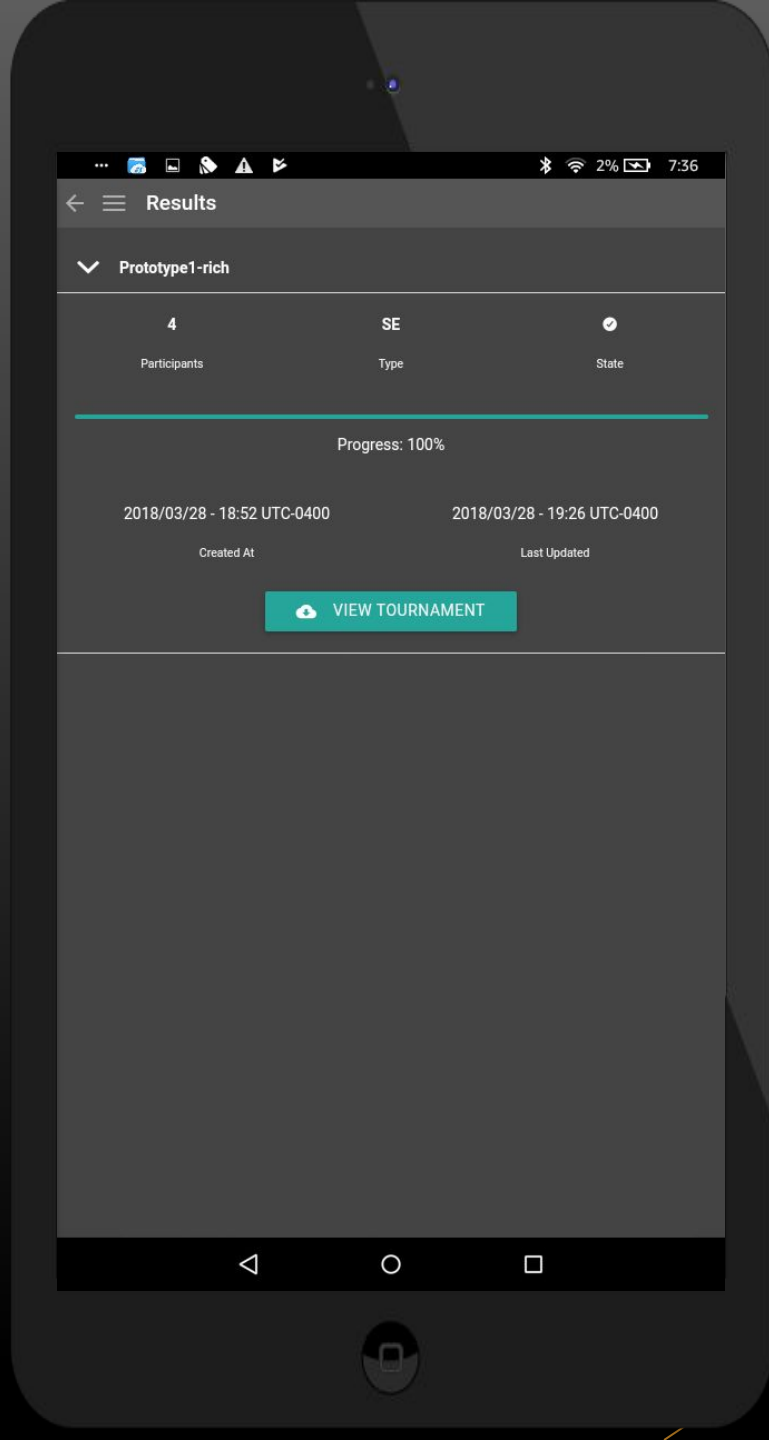 2% 7:36
Results
Prototype1-rich
4 SE
Participants Type State
Progress: 100%
2018/03/28 - 18:52 UTC-0400 2018/03/28 - 19:26 UTC-0400
Created At Last Updated
VIEW TOURNAMENT